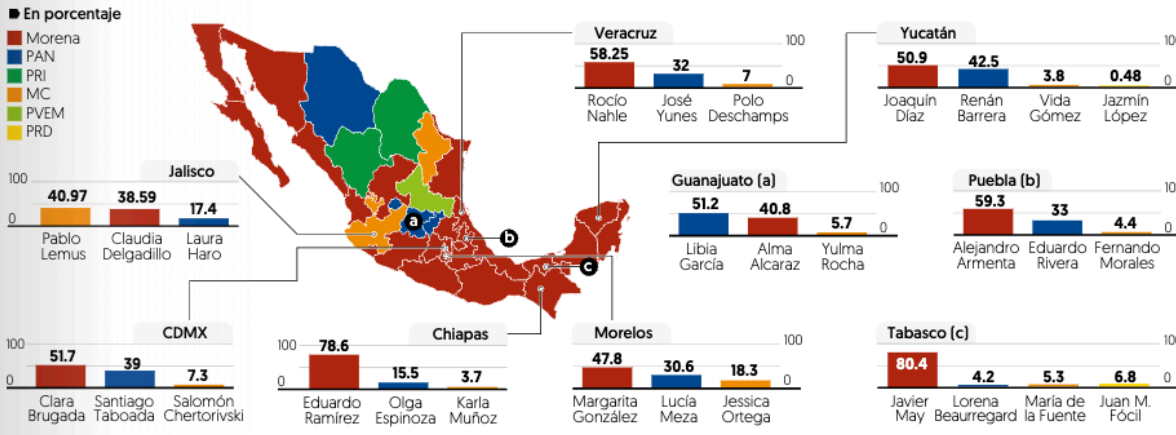 En porcentaje
Morena
PAN
PRI
MC
PVEM
PRD
Jalisco
100
0
40.97
38.59
17.4
Pablo Lemus
Claudia Delgadillo
Laura Haro
Veracruz
100
0
58.25
32
7
Rocío Nahle
José Yunes
Polo Deschamps
Yucatán
100
0
50.9
42.5
3.8
0.48
Joaquín Díaz
Renán Barrera
Vida Gómez
Jazmín López
a
b
c
Guanajuato (a)
100
0
51.2
40.8
5.7
Libia García
Alma Alcaraz
Yulma Rocha
Puebla (b)
100
0
59.3
33
4.4
Alejandro Armenta
Eduardo Rivera
Fernando Morales
CDMX
100
0
51.7
39
7.3
Clara Brugada
Santiago Taboada
Salomón Chertorivski
Chiapas
100
0
78.6
15.5
3.7
Eduardo Ramírez
Olga Espinoza
Karla Muñoz
Morelos
100
0
47.8
30.6
18.3
Margarita González
Lucía Meza
Jessica Ortega
Tabasco (c)
100
0
80.4
4.2
5.3
6.8
Javier May
Lorena Beaurregard
María de la Fuente
Juan M. Fócil